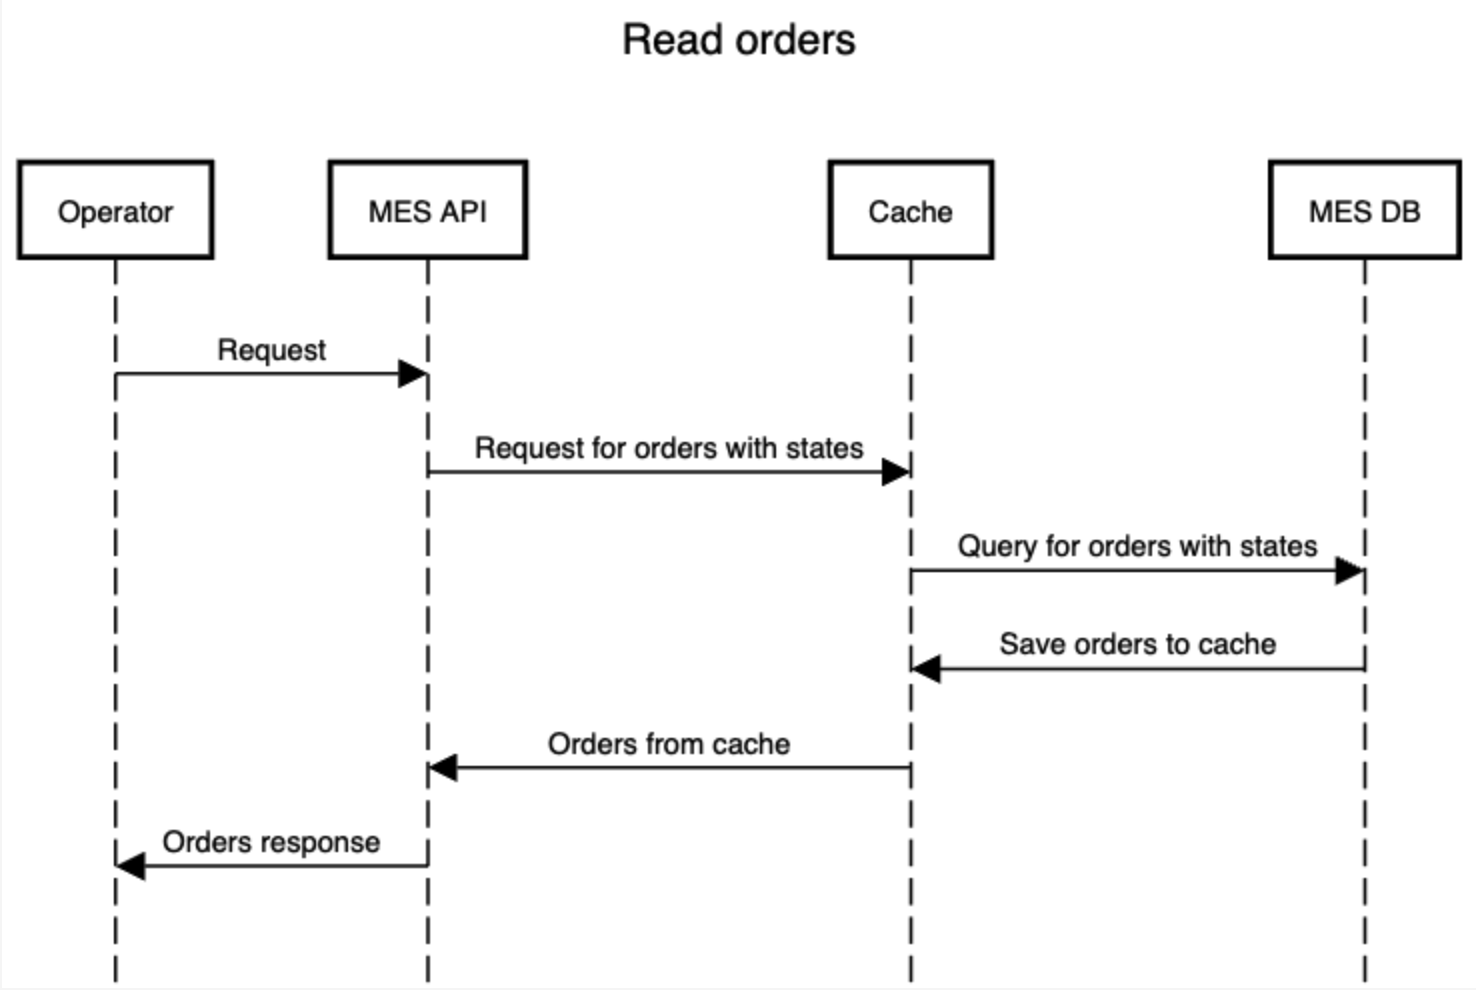 Read orders
Operator
MES API
Cache
MES DB
Request
Request for orders with states
Query for orders with states
Save orders to cache
Orders from cache
Orders response